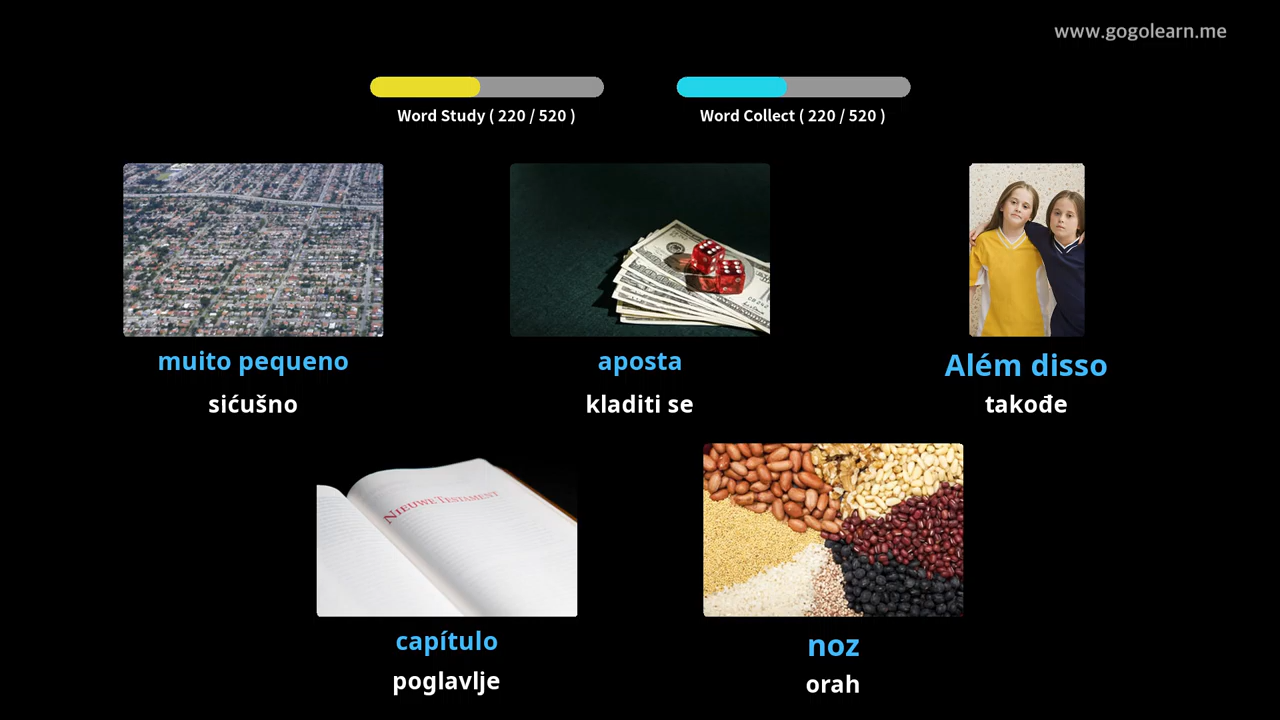 www.gogolearn.me
Word Study ( 220 / 520 )
Word Collect ( 220 / 520 )
muito pequeno
sićušno
aposta
kladiti se
Além disso
takođe
NIEUWE TESTAMENT
capítulo
poglavlje
noz
orah